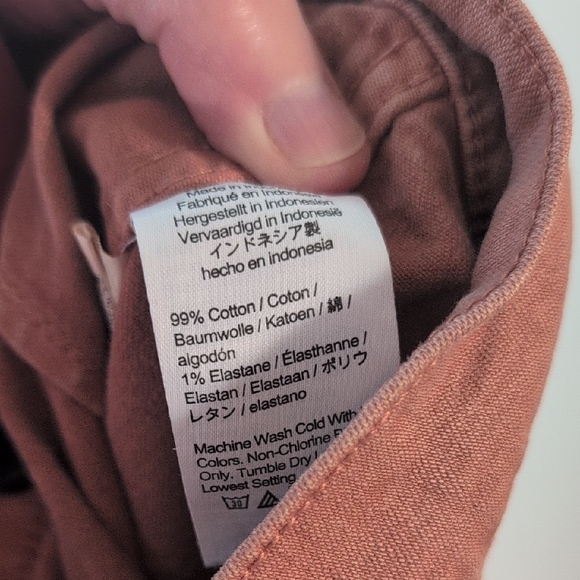 Made in
Fabriqué en Indon
Hergestellt in Indonesien
Vervaardigd in Indonesië
インドネシア製
hecho en indonesia
99% Cotton / Coton /
Baumwolle / Katoen / 綿 /
algodón
1% Elastane / Élasthanne /
Elastan / Elastaan / ポリウ
レタン / elastano
Machine Wash Cold With
Colors. Non-Chlorine
Only. Tumble Dry
Lowest Setting
30